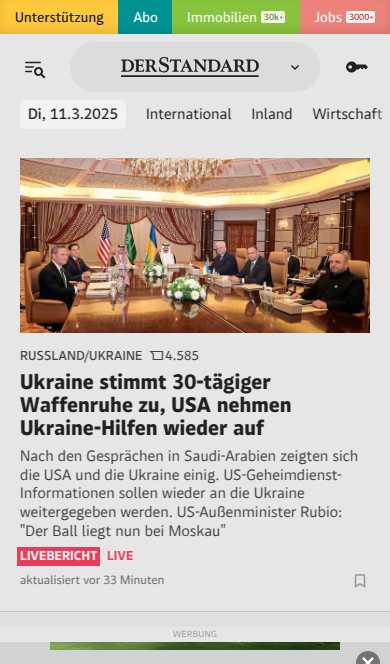 Unterstützung Abo Immobilien 30k+ Jobs 3000+
DERSTANDARD
Di, 11.3.2025 International Inland Wirtschaft
RUSSLAND/UKRAINE 4.585
Ukraine stimmt 30-tägiger
Waffenruhe zu, USA nehmen
Ukraine-Hilfen wieder auf
Nach den Gesprächen in Saudi-Arabien zeigten sich
die USA und die Ukraine einig. US-Geheimdienst-
Informationen sollen wieder an die Ukraine
weitergegeben werden. US-Außenminister Rubio:
"Der Ball liegt nun bei Moskau"
LIVEBERICHT LIVE
aktualisiert vor 33 Minuten
WERBUNG